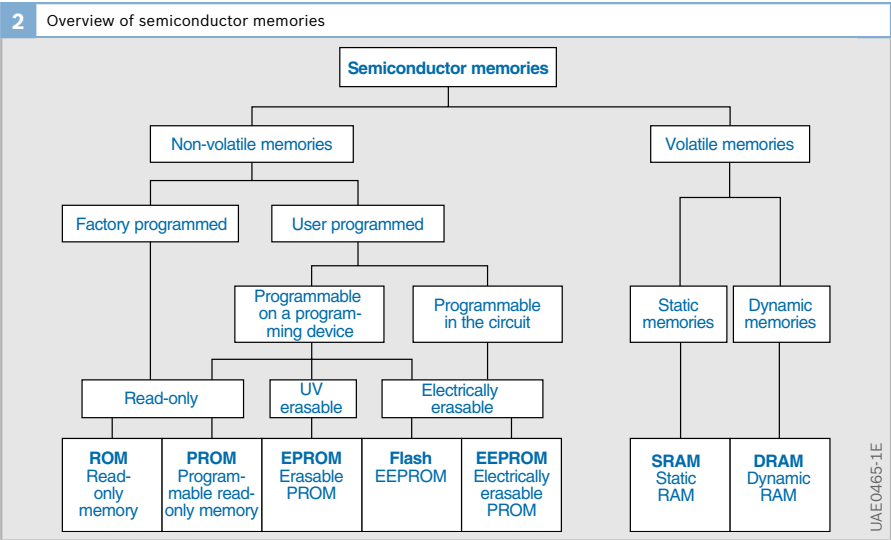 2 Overview of semiconductor memories
Semiconductor memories
Non-volatile memories
Volatile memories
Factory programmed
User programmed
Programmable
on a program-
ming device
Programmable
in the circuit
Static
memories
Dynamic
memories
Read-only
UV
erasable
Electrically
erasable
ROM
Read-
only
memory
PROM
Program-
mable read-
only memory
EPROM
Erasable
PROM
Flash
EEPROM
EEPROM
Electrically
erasable
PROM
SRAM
Static
RAM
DRAM
Dynamic
RAM
UAE0465-1E